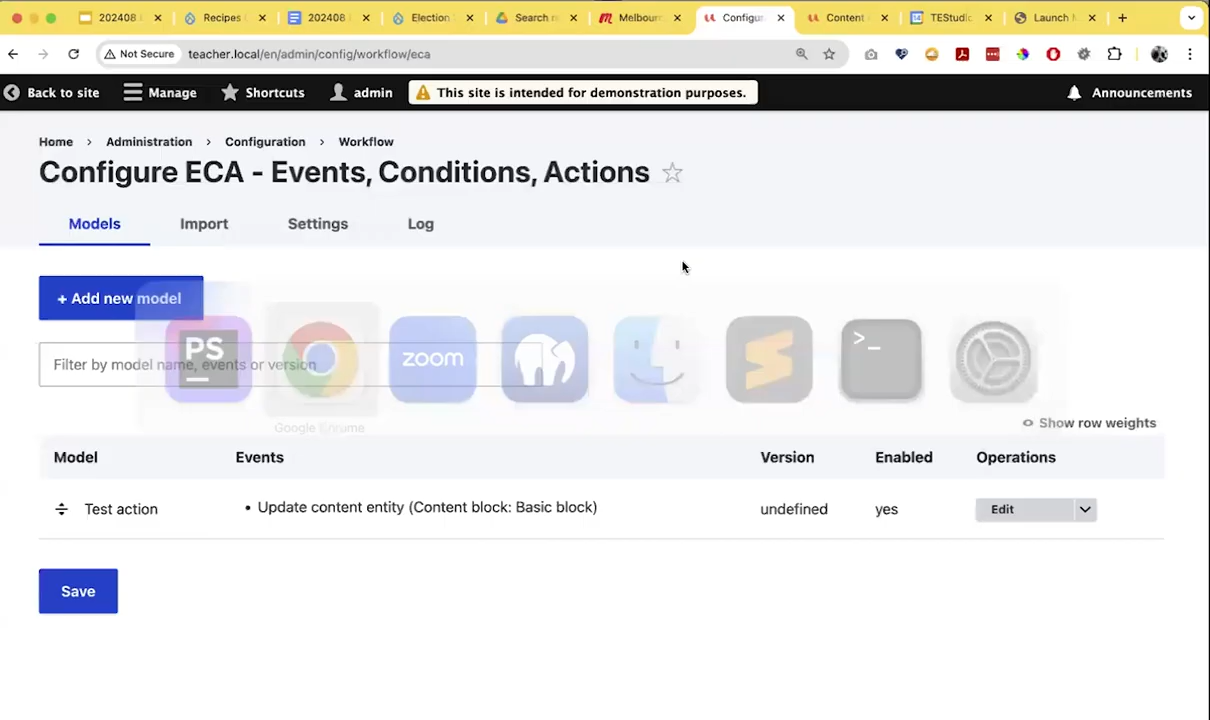 202408
Recipes
202408
Election
Search
Melbour
Configu
Content
TEStudi
Launch
Not Secure
teacher.local/en/admin/config/workflow/eca
Back to site
Manage
Shortcuts
admin
This site is intended for demonstration purposes.
Announcements
Home › Administration › Configuration › Workflow
Configure ECA - Events, Conditions, Actions
Models
Import
Settings
Log
+ Add new model
PS
zoom
>_
Filter by model name, events or version
Google Chrome
Show row weights
Model Events Version Enabled Operations
Test action • Update content entity (Content block: Basic block) undefined yes Edit
Save